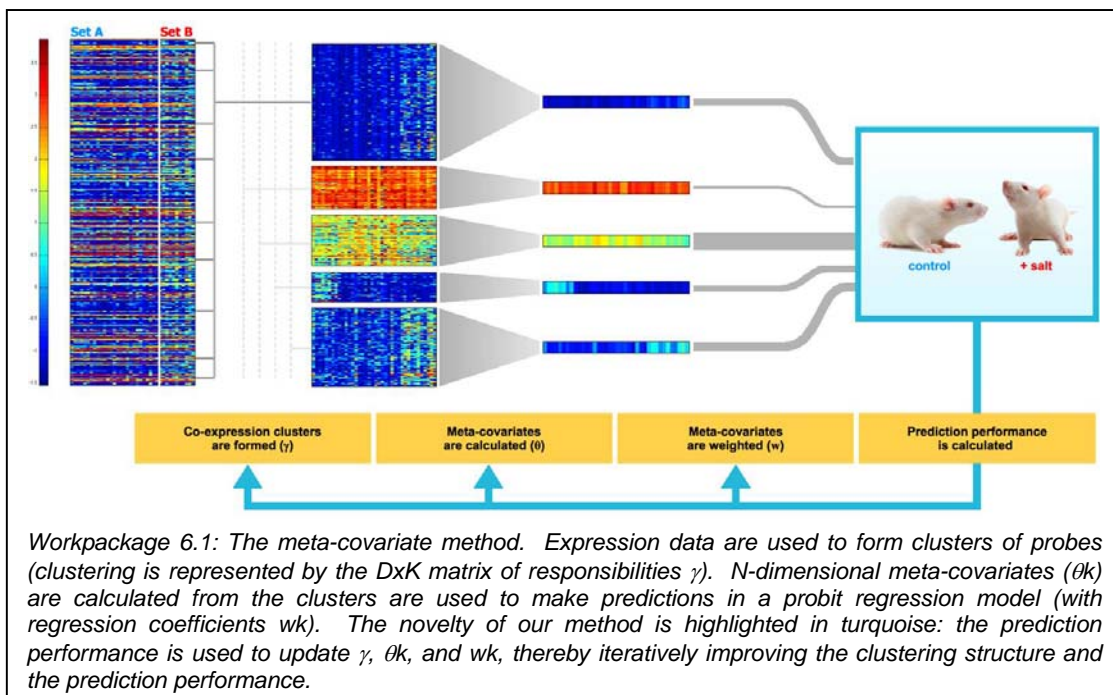 Set A Set B
control + salt
Co-expression clusters
are formed (γ)
Meta-covariates
are calculated (θ)
Meta-covariates
are weighted (w)
Prediction performance
is calculated
Workpackage 6.1: The meta-covariate method. Expression data are used to form clusters of probes
(clustering is represented by the DxK matrix of responsibilities γ). N-dimensional meta-covariates (θk)
are calculated from the clusters are used to make predictions in a probit regression model (with
regression coefficients wk). The novelty of our method is highlighted in turquoise: the prediction
performance is used to update γ, θk, and wk, thereby iteratively improving the clustering structure and
the prediction performance.